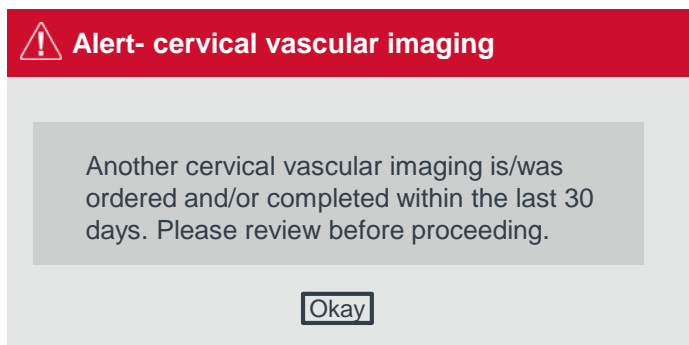 Alert- cervical vascular imaging
Another cervical vascular imaging is/was
ordered and/or completed within the last 30
days. Please review before proceeding.
Okay